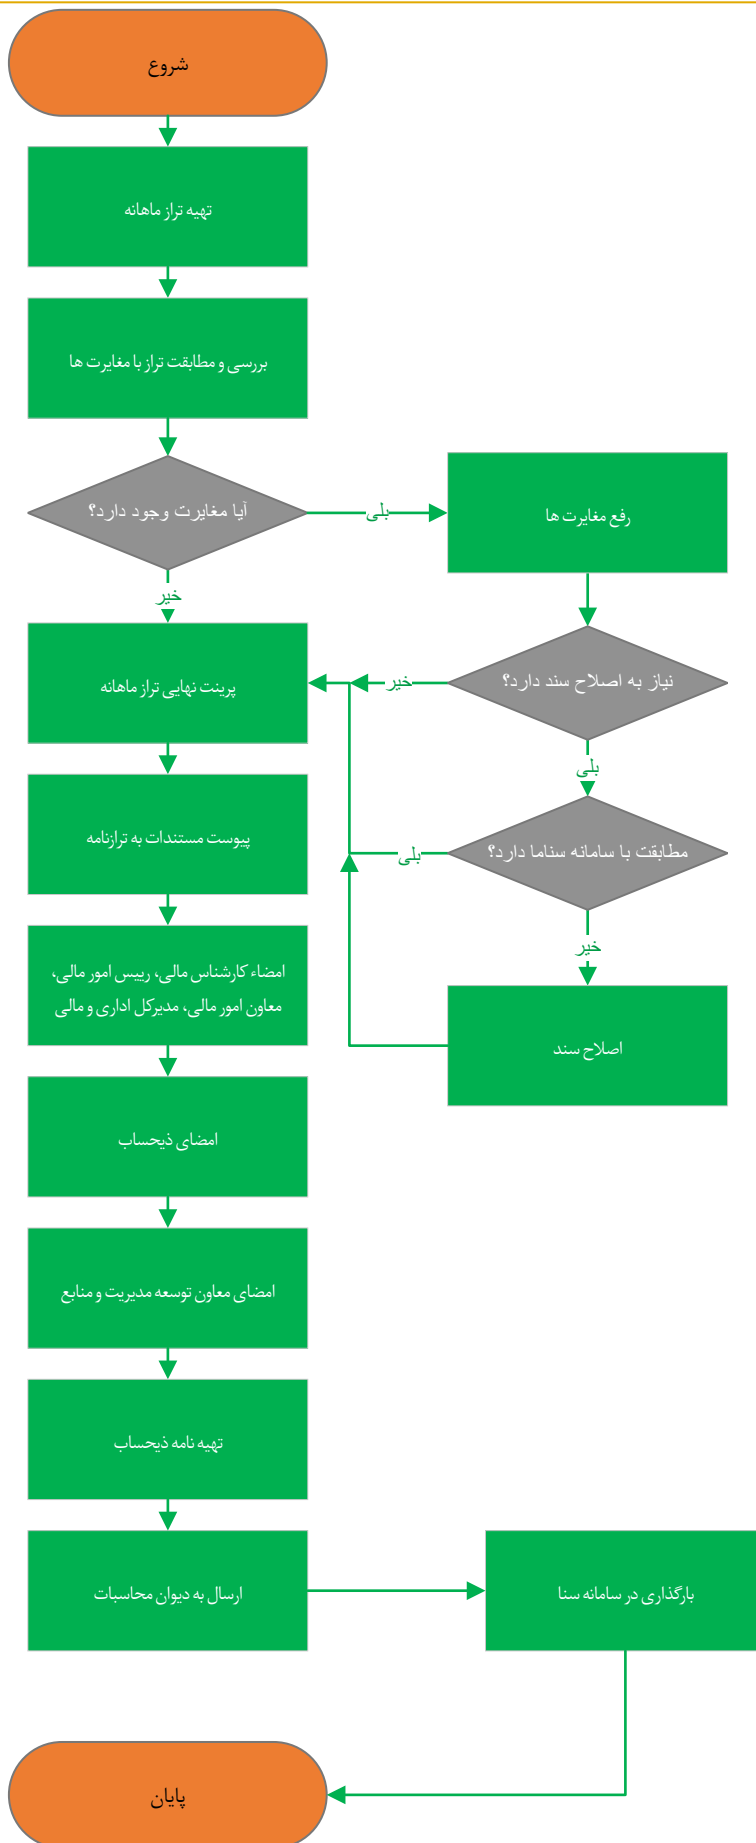 شروع
تهیه تراز ماهانه
بررسی و مطابقت تراز با مغایرت ها
آیا مغایرت وجود دارد؟
بلی
رفع مغایرت ها
خیر
نیاز به اصلاح سند دارد؟
خیر
پرینت نهایی تراز ماهانه
بلی
مطابقت با سامانه سناما دارد؟
بلی
پیوست مستندات به ترازنامه
خیر
امضاء کارشناس مالی، رییس امور مالی،
معاون امور مالی، مدیرکل اداری و مالی
اصلاح سند
امضای ذیحساب
امضای معاون توسعه مدیریت و منابع
تهیه نامه ذیحساب
ارسال به دیوان محاسبات
بارگذاری در سامانه سنا
پایان